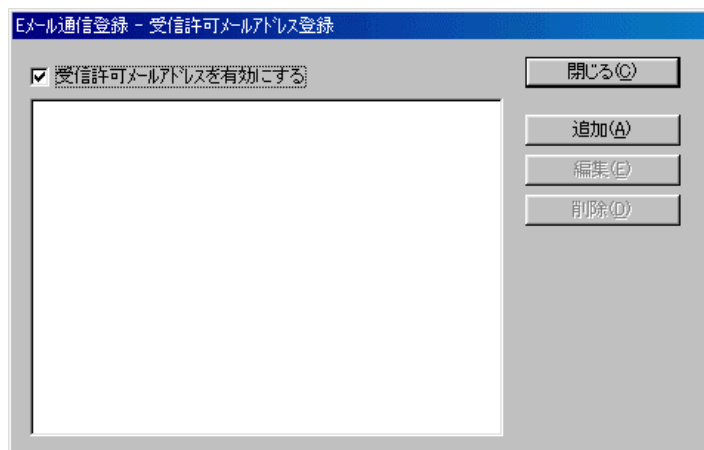 Eﾒｰﾙ通信登録 - 受信許可ﾒｰﾙｱﾄﾞﾚｽ登録
受信許可ﾒｰﾙｱﾄﾞﾚｽを有効にする
閉じる(C)
追加(A)
編集(E)
削除(D)